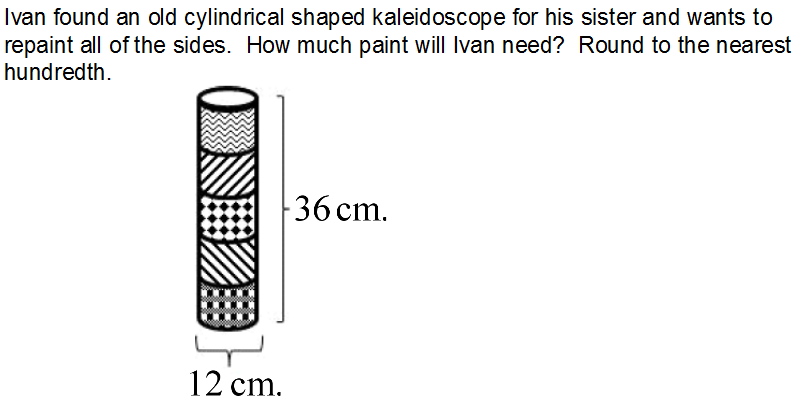 Ivan found an old cylindrical shaped kaleidoscope for his sister and wants to
repaint all of the sides.  How much paint will Ivan need?  Round to the nearest
hundredth.
36 cm.
12 cm.